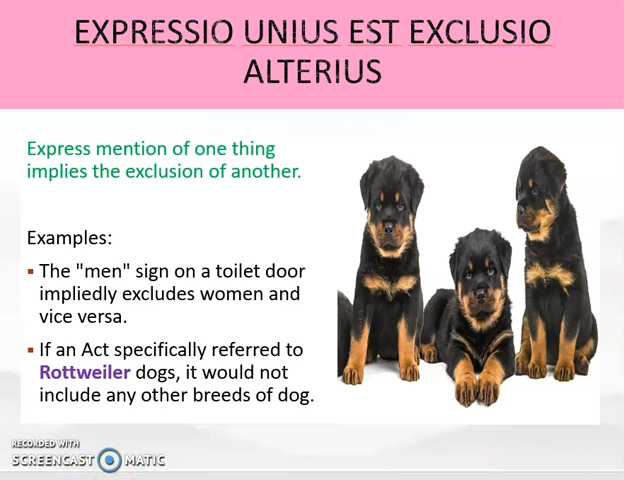 EXPRESSIO UNIUS EST EXCLUSIO
ALTERIUS
Express mention of one thing
implies the exclusion of another.
Examples:
▪ The "men" sign on a toilet door
impliedly excludes women and
vice versa.
▪ If an Act specifically referred to
Rottweiler dogs, it would not
include any other breeds of dog.
RECORDED WITH
SCREENCAST MATIC